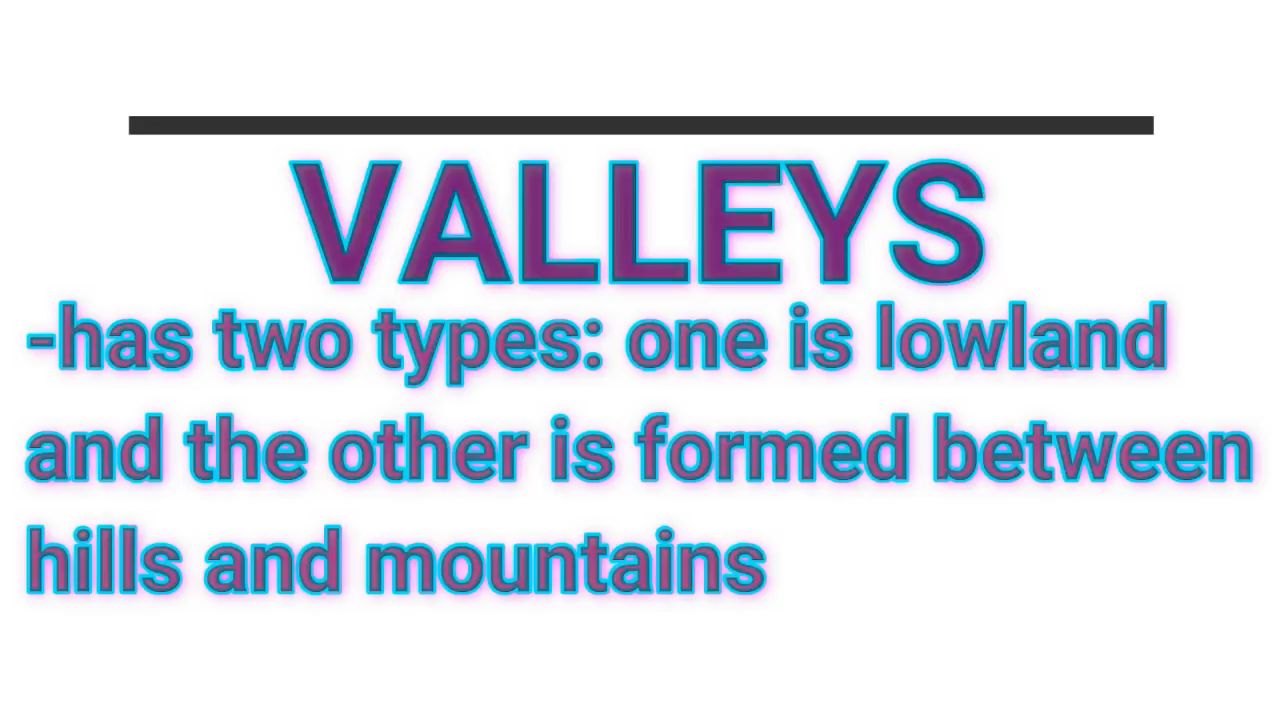 VALLEYS
-has two types: one is lowland
and the other is formed between
hills and mountains